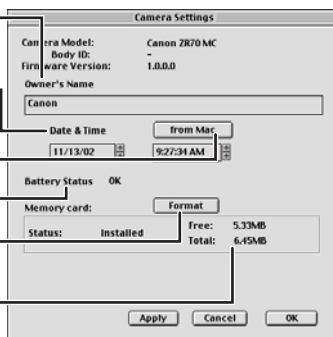 Camera Settings
Camera Model: Canon ZR70 MC
Body ID: -
Firmware Version: 1.0.0.0
Owner's Name
Canon
Date & Time from Mac
11/13/02 9:27:34 AM
Battery Status OK
Memory card: Format
Status: Installed Free: 5.33MB
Total: 6.45MB
Apply Cancel OK